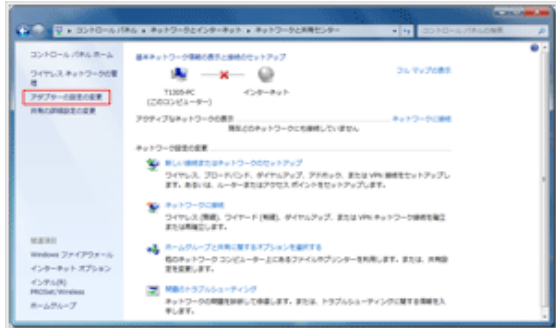 コントロール パネル ▸ ネットワークとインターネット ▸ ネットワークと共有センター
コントロール パネルの検索
コントロール パネル ホーム
ワイヤレス ネットワークの管理
アダプターの設定の変更
共有の詳細設定の変更
基本ネットワーク情報の表示と接続のセットアップ
フル マップの表示
(このコンピューター)
インターネット
アクティブなネットワークの表示
ネットワークに接続
現在どのネットワークにも接続していません。
ネットワーク設定の変更
新しい接続またはネットワークのセットアップ
ワイヤレス、ブロードバンド、ダイヤルアップ、アドホック、または VPN 接続をセットアップし
ます。あるいは、ルーターまたはアクセス ポイントをセットアップします。
ネットワークに接続
ワイヤレス (無線)、ワイヤード (有線)、ダイヤルアップ、または VPN ネットワーク接続を確立
または再確立します。
ホームグループと共有に関するオプションを選択する
他のネットワーク コンピューター上にあるファイルやプリンターを利用します。または、共有設
定を変更します。
問題のトラブルシューティング
ネットワークの問題を診断して修復します。または、トラブルシューティングに関する情報を入
手します。
関連項目
Windows ファイアウォール
インターネット オプション
インテル(R)
PROSet/Wireless
ホームグループ